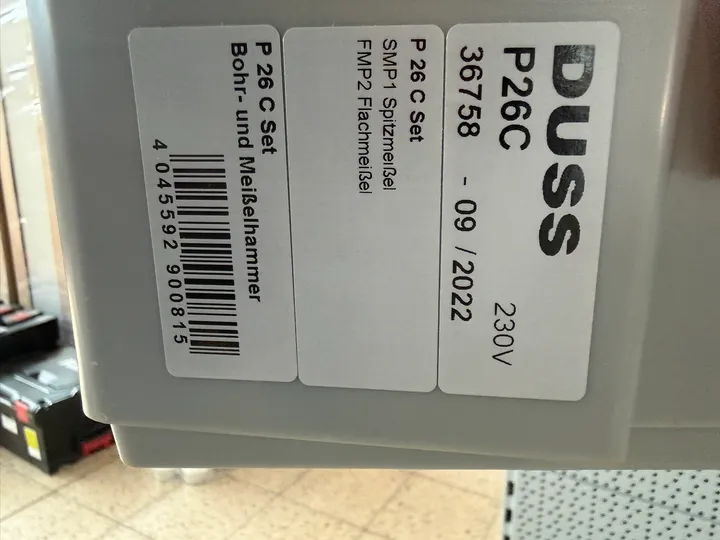 DUSS
P26C 230V
36758 - 09 /2022
P 26 C Set
SMP1 Spitzmeißel
FMP2 Flachmeißel
P 26 C Set
Bohr- und Meißelhammer
4 045592 900815